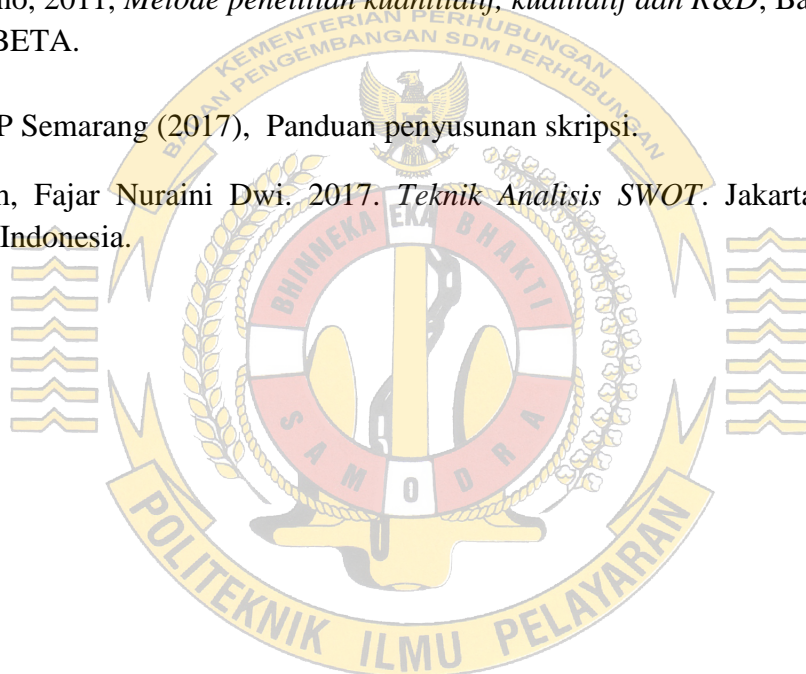 no, 2011, Metode penelitian kuantitatif, kualitatif dan R&D, Ba
BETA.
KEMENTERIAN PERHUBUNGAN
BADAN PENGEMBANGAN SDM PERHUBUNGAN
P Semarang (2017), Panduan penyusunan skripsi.
n, Fajar Nuraini Dwi. 2017. Teknik Analisis SWOT. Jakarta
Indonesia.
BHINNEKA EKA BHAKTI
SAMODRA
POLITEKNIK ILMU PELAYARAN